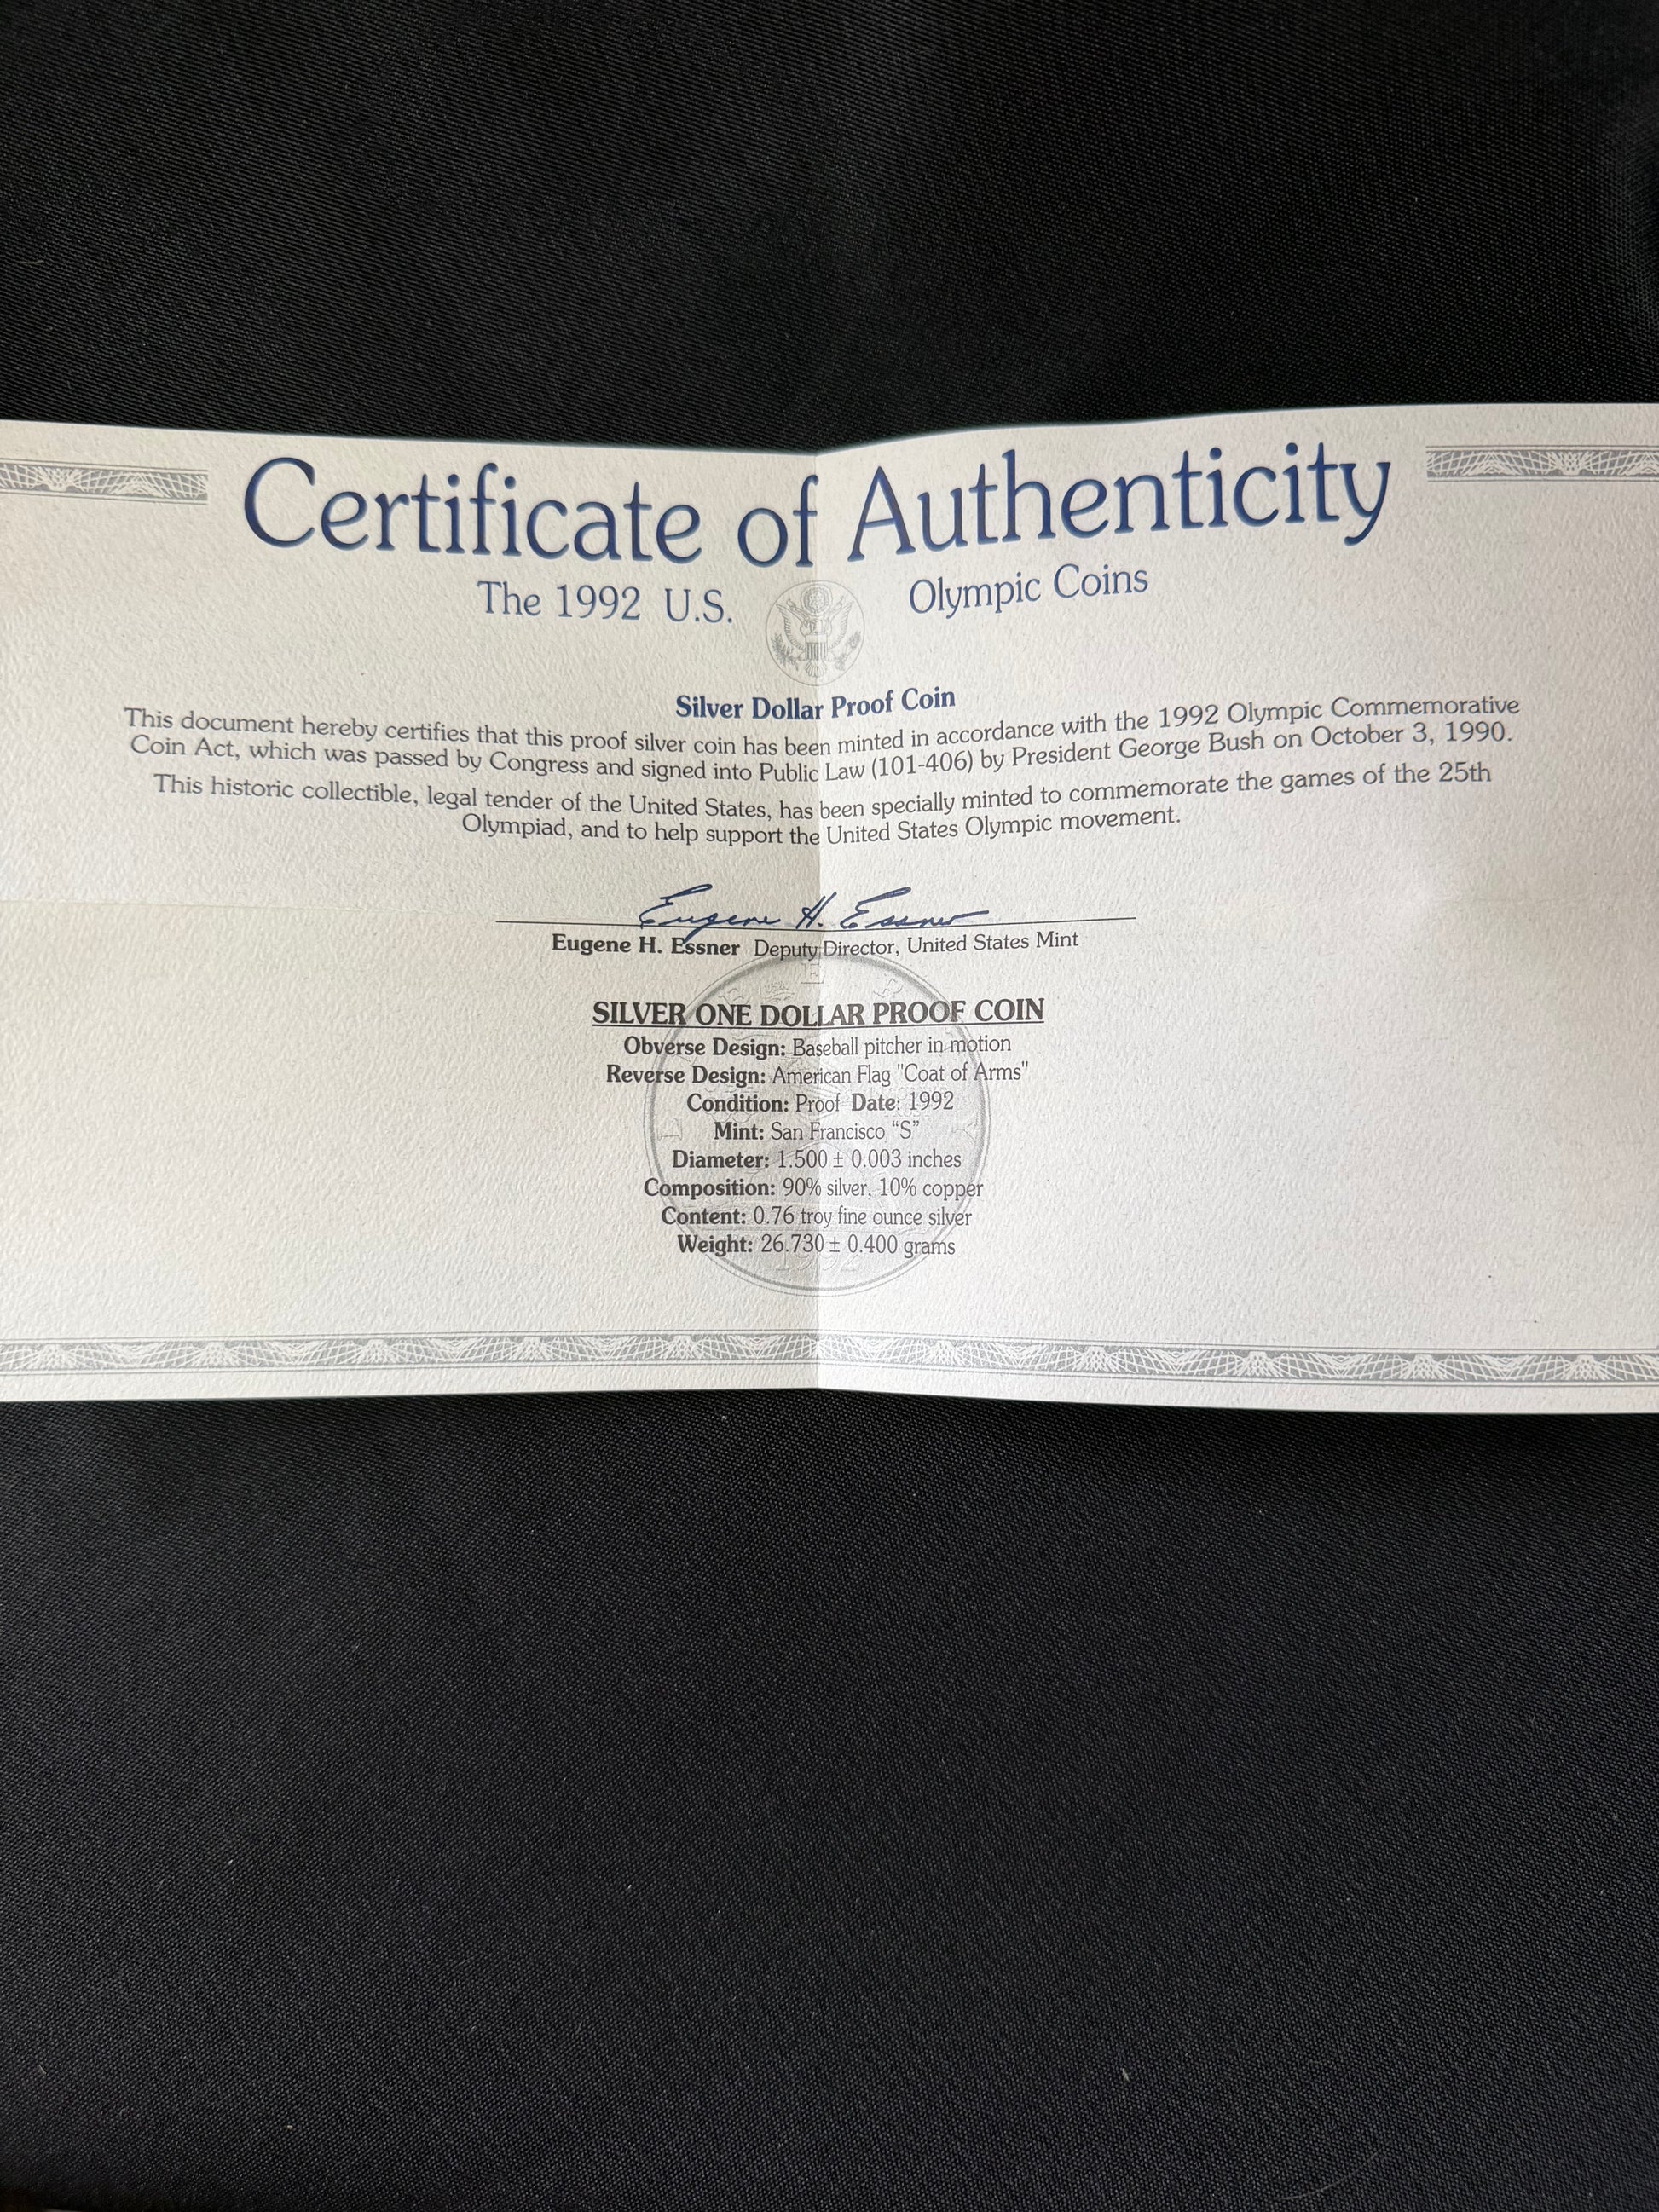 Certificate of Authenticity
The 1992 U.S. Olympic Coins
Silver Dollar Proof Coin
This document hereby certifies that this proof silver coin has been minted in accordance with the 1992 Olympic Commemorative
Coin Act, which was passed by Congress and signed into Public Law (101-406) by President George Bush on October 3, 1990.
This historic collectible, legal tender of the United States, has been specially minted to commemorate the games of the 25th
Olympiad, and to help support the United States Olympic movement.
Eugene H. Essner
Eugene H. Essner Deputy Director, United States Mint
SILVER ONE DOLLAR PROOF COIN
Obverse Design: Baseball pitcher in motion
Reverse Design: American Flag "Coat of Arms"
Condition: Proof Date: 1992
Mint: San Francisco “S”
Diameter: 1.500 ± 0.003 inches
Composition: 90% silver, 10% copper
Content: 0.76 troy fine ounce silver
Weight: 26.730 ± 0.400 grams
1992